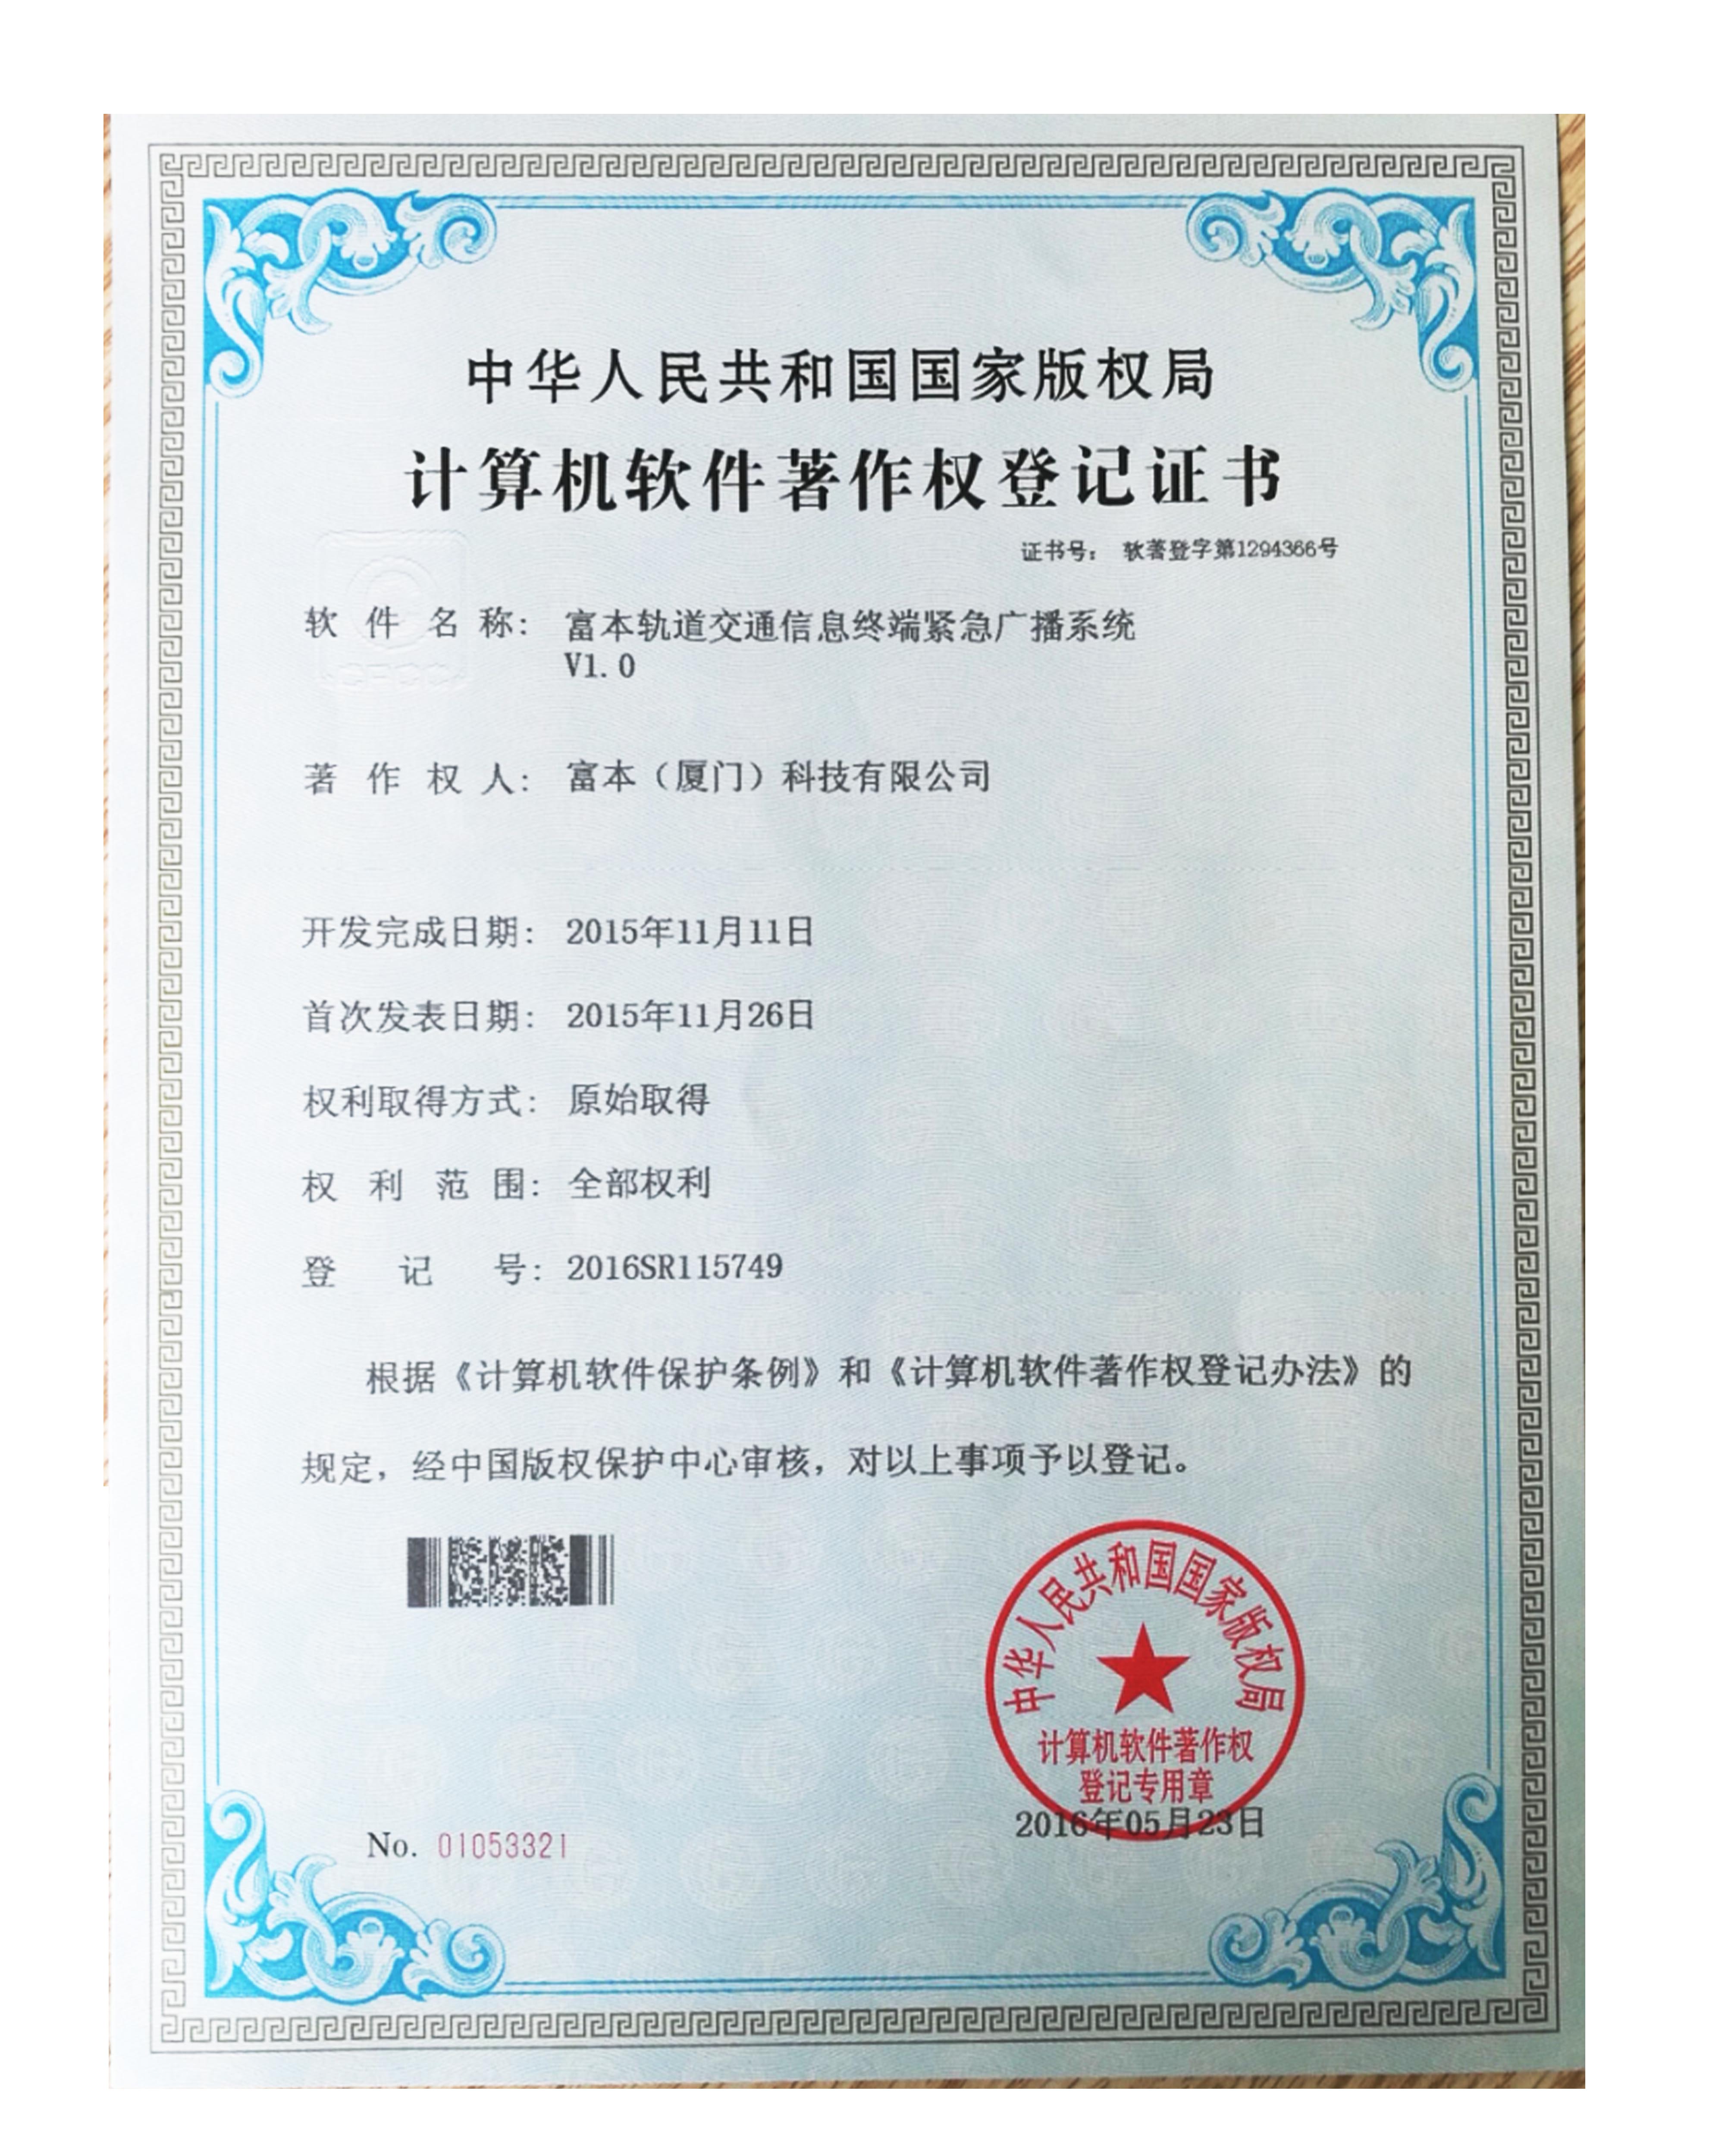 中华人民共和国国家版权局
计算机软件著作权登记证书
证书号： 软著登字第1294366号
软件名称： 富本轨道交通信息终端紧急广播系统
V1.0
著作权人： 富本（厦门）科技有限公司
开发完成日期： 2015年11月11日
首次发表日期： 2015年11月26日
权利取得方式： 原始取得
权利范围： 全部权利
登记号： 2016SR115749
根据《计算机软件保护条例》和《计算机软件著作权登记办法》的
规定，经中国版权保护中心审核，对以上事项予以登记。
中华人民共和国国家版权局
计算机软件著作权
登记专用章
2016年05月23日
No. 01053321